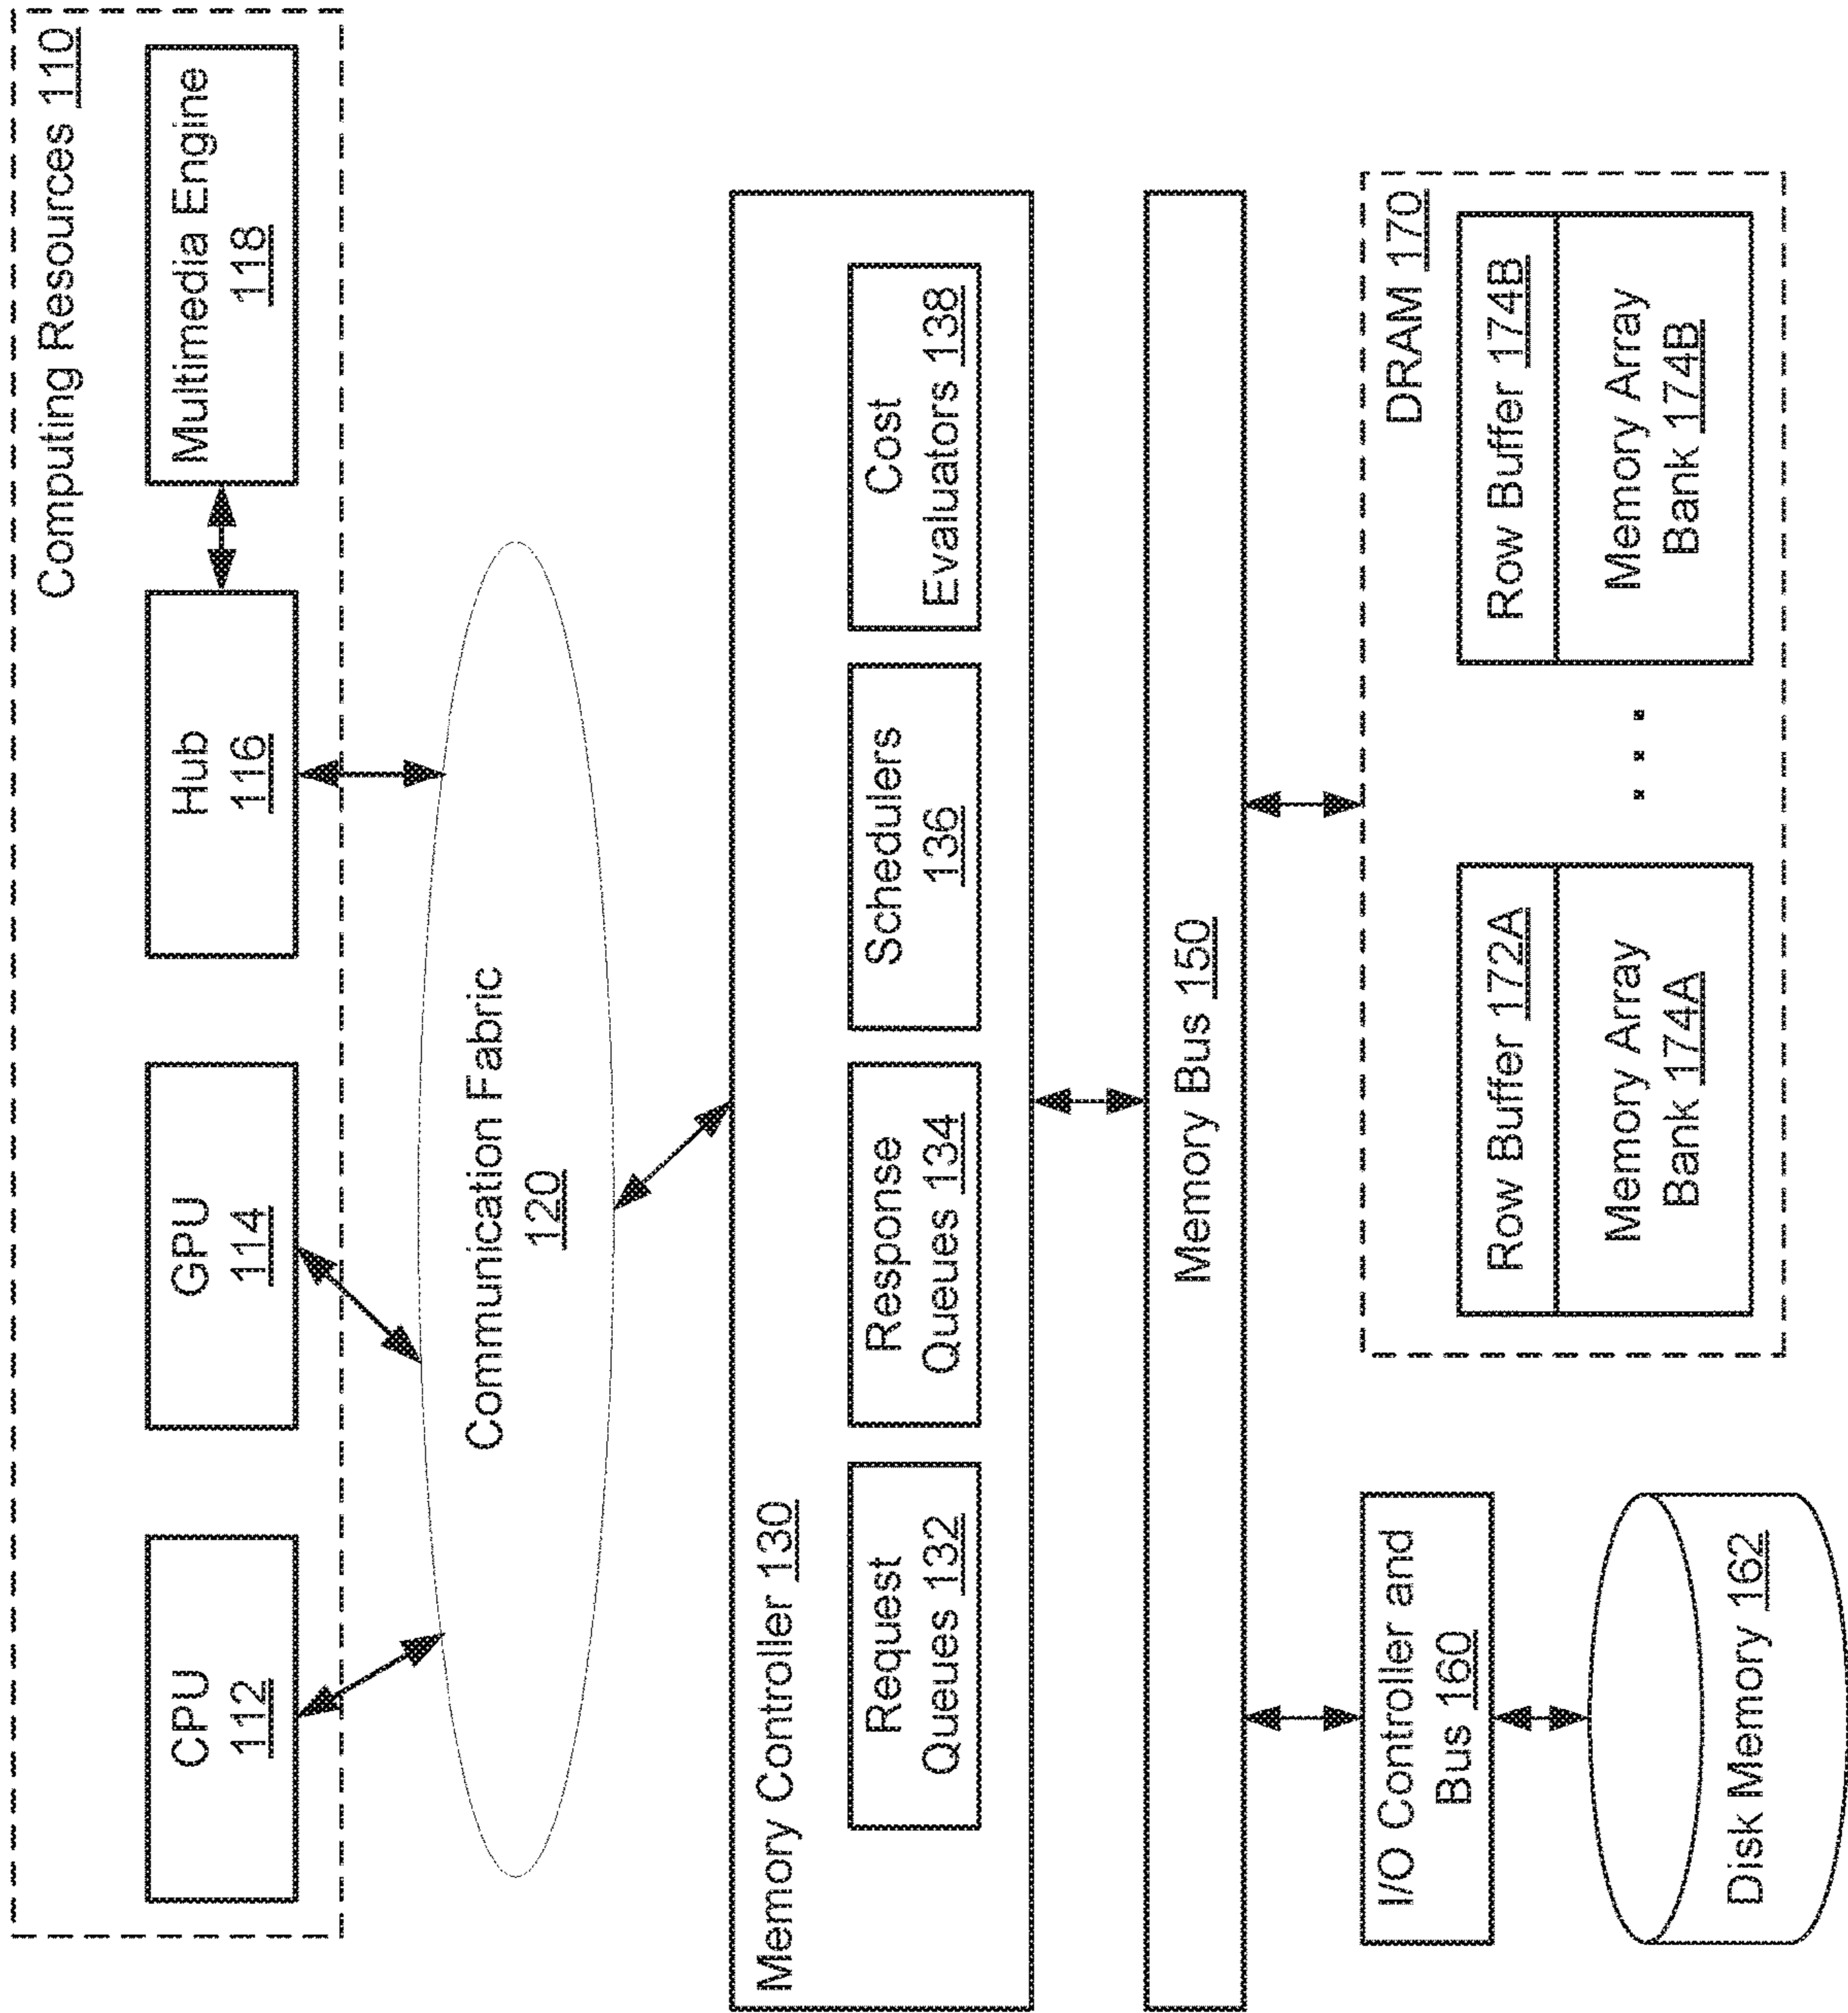 Computing Resources 110
CPU
112
GPU
114
Hub
116
Multimedia Engine
118
Communication Fabric
120
Memory Controller 130
Request
Queues 132
Response
Queues 134
Schedulers
136
Cost
Evaluators 138
Memory Bus 150
I/O Controller and
Bus 160
Disk Memory 162
DRAM 170
Row Buffer 172A
Memory Array
Bank 174A
. . .
Row Buffer 174B
Memory Array
Bank 174B